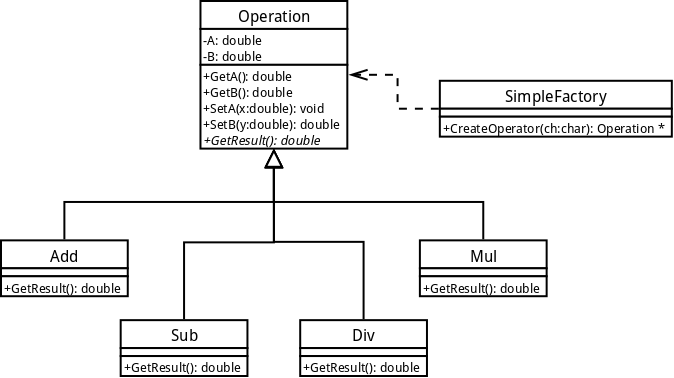 Operation
-A: double
-B: double
+GetA(): double
+GetB(): double
+SetA(x:double): void
+SetB(y:double): double
+GetResult(): double
SimpleFactory
+CreateOperator(ch:char): Operation *
Add
+GetResult(): double
Mul
+GetResult(): double
Sub
+GetResult(): double
Div
+GetResult(): double